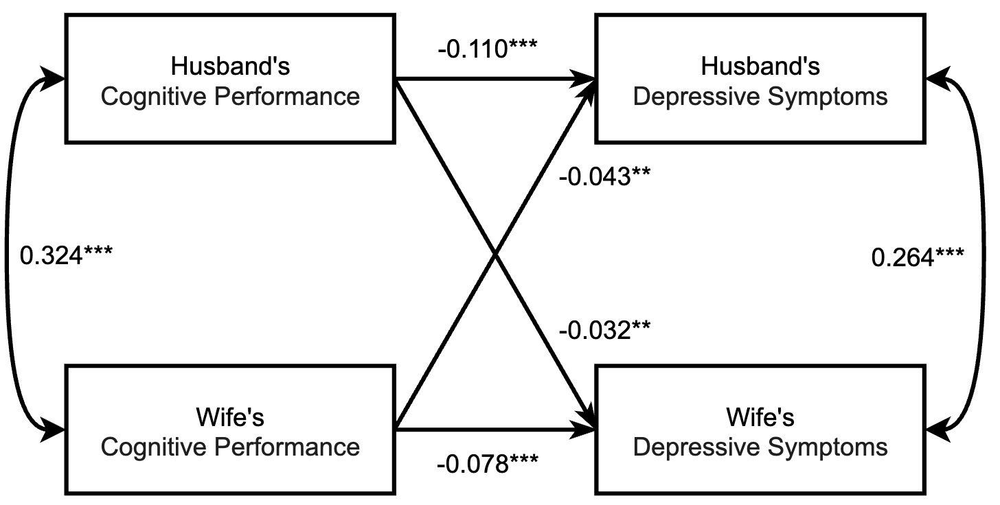 Husband's
Cognitive Performance
-0.110***
Husband's
Depressive Symptoms
-0.043**
0.324***
0.264***
-0.032**
Wife's
Cognitive Performance
-0.078***
Wife's
Depressive Symptoms